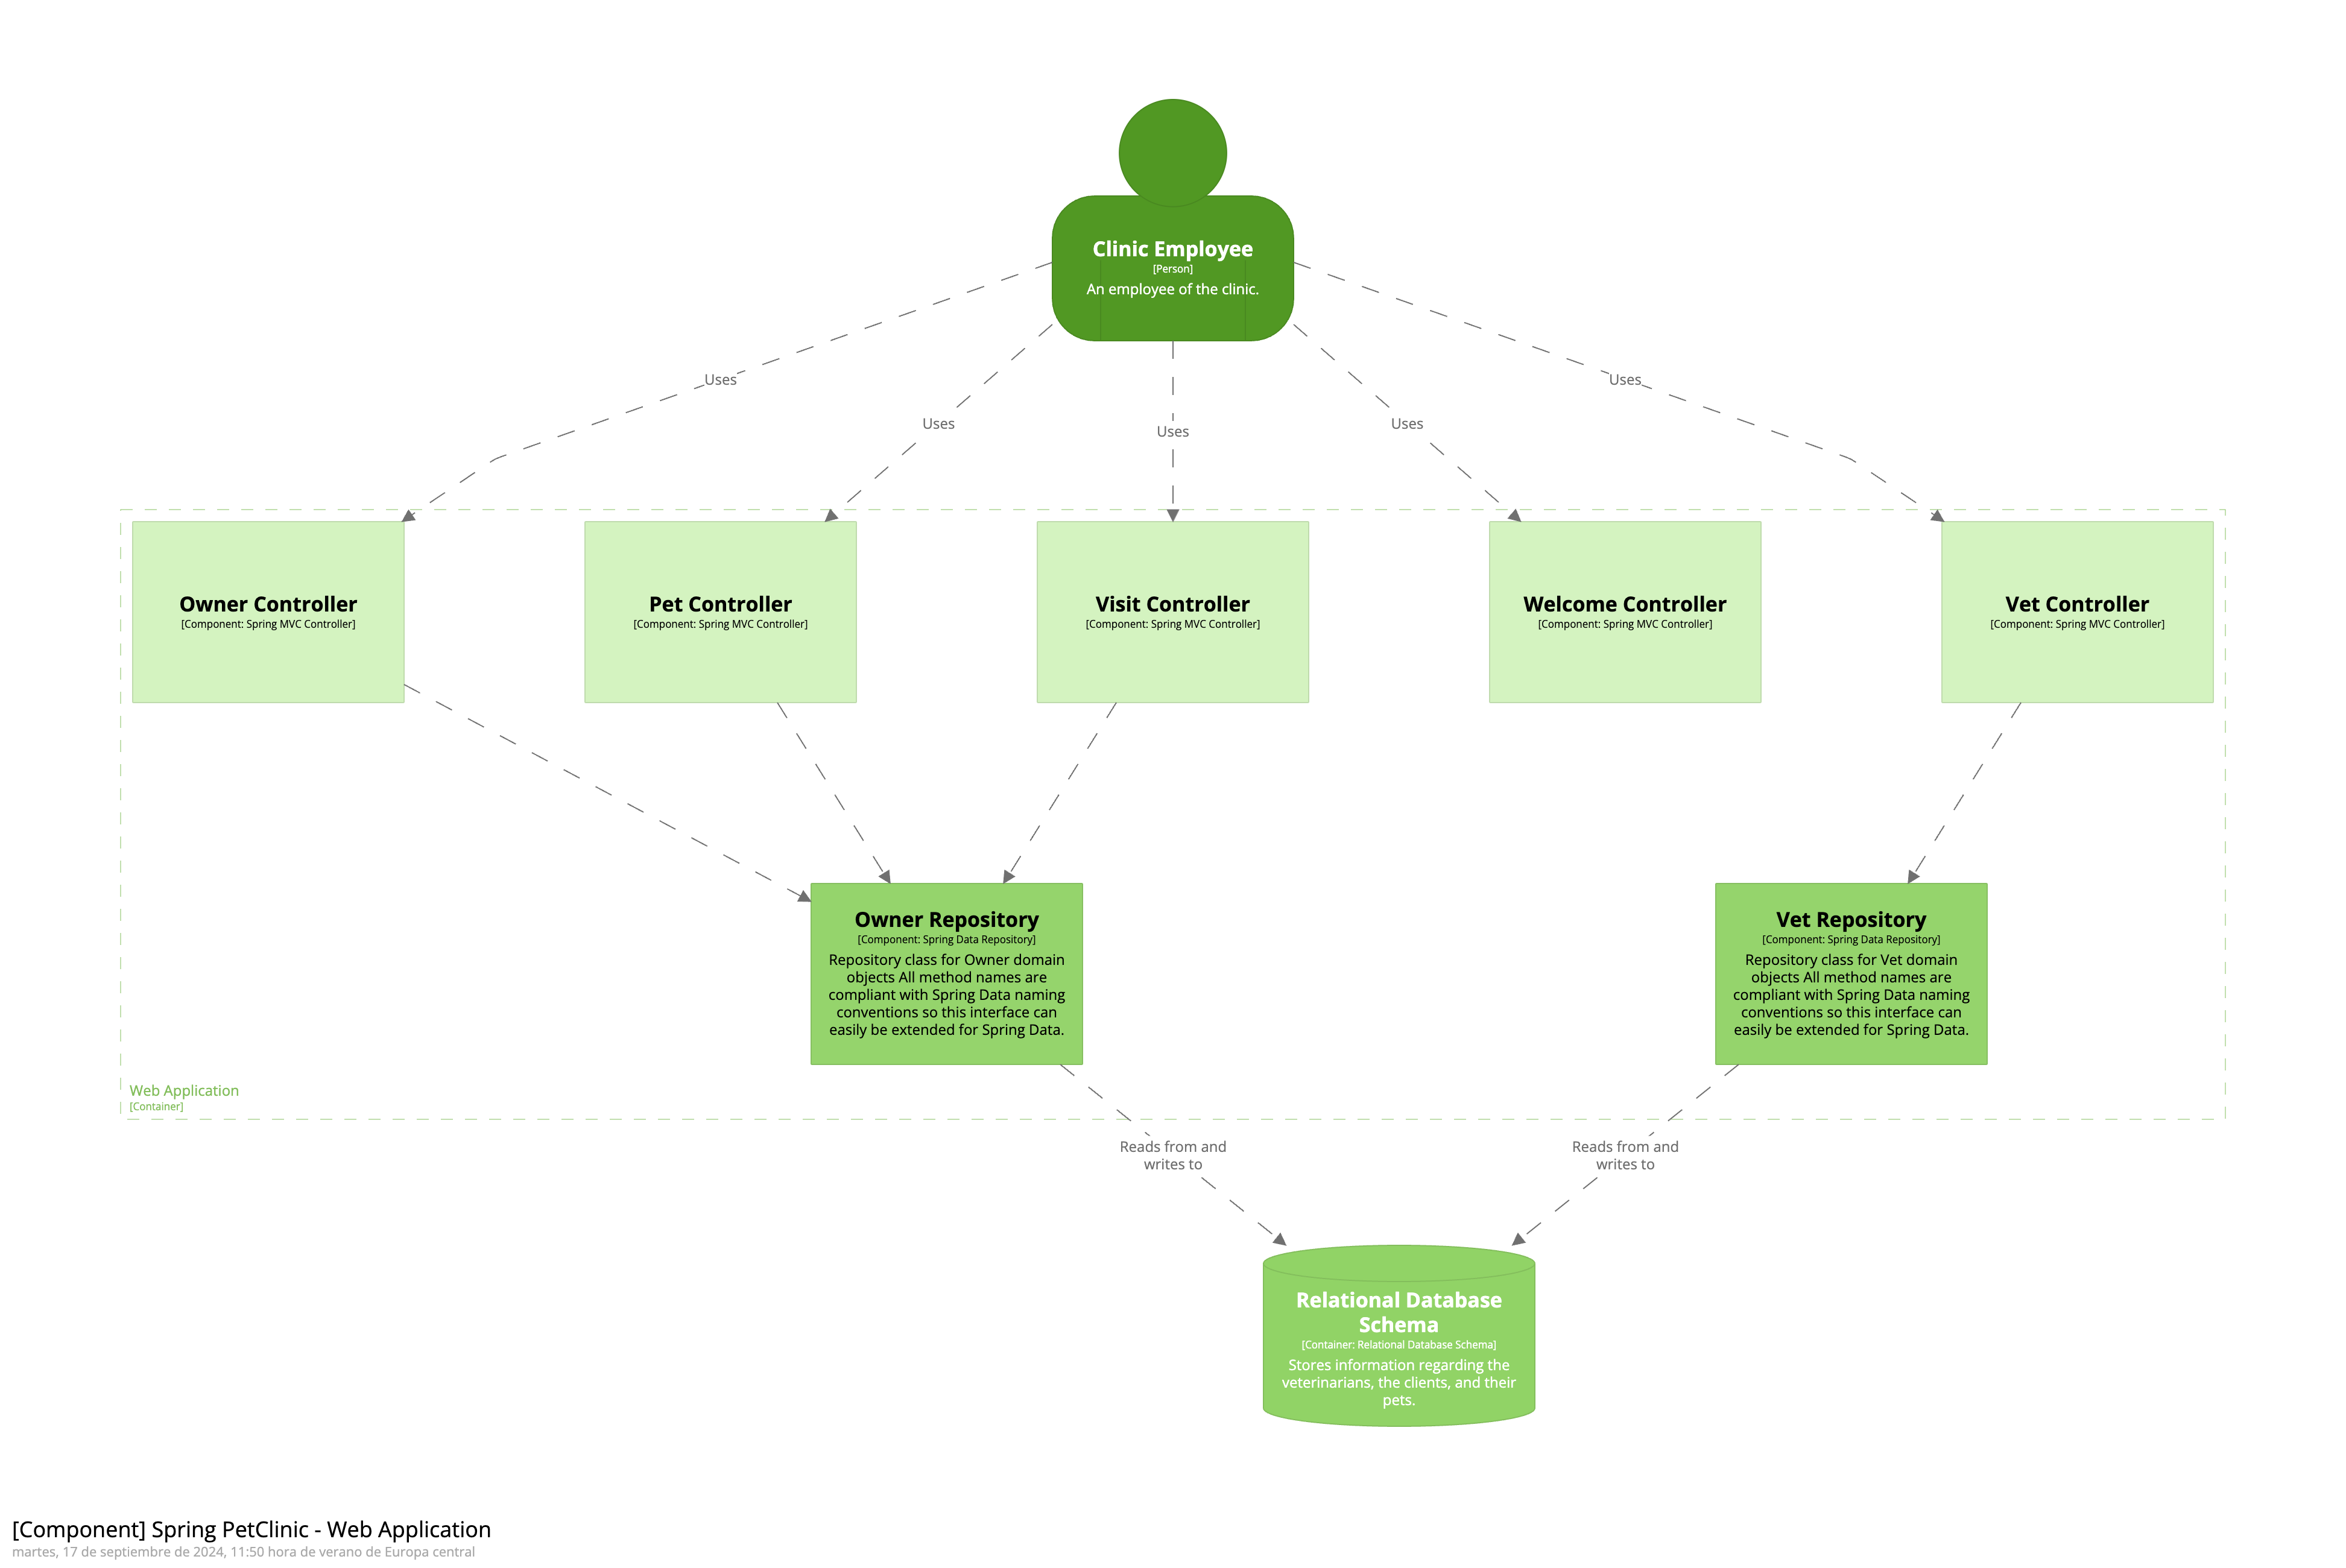 Clinic Employee
[Person]
An employee of the clinic.
Uses
Uses
Uses
Uses
Uses
Owner Controller
[Component: Spring MVC Controller]
Pet Controller
[Component: Spring MVC Controller]
Visit Controller
[Component: Spring MVC Controller]
Welcome Controller
[Component: Spring MVC Controller]
Vet Controller
[Component: Spring MVC Controller]
Owner Repository
[Component: Spring Data Repository]
Repository class for Owner domain
objects All method names are
compliant with Spring Data naming
conventions so this interface can
easily be extended for Spring Data.
Vet Repository
[Component: Spring Data Repository]
Repository class for Vet domain
objects All method names are
compliant with Spring Data naming
conventions so this interface can
easily be extended for Spring Data.
Web Application
[Container]
Reads from and
writes to
Reads from and
writes to
Relational Database
Schema
[Container: Relational Database Schema]
Stores information regarding the
veterinarians, the clients, and their
pets.
[Component] Spring PetClinic - Web Application
martes, 17 de septiembre de 2024, 11:50 hora de verano de Europa central